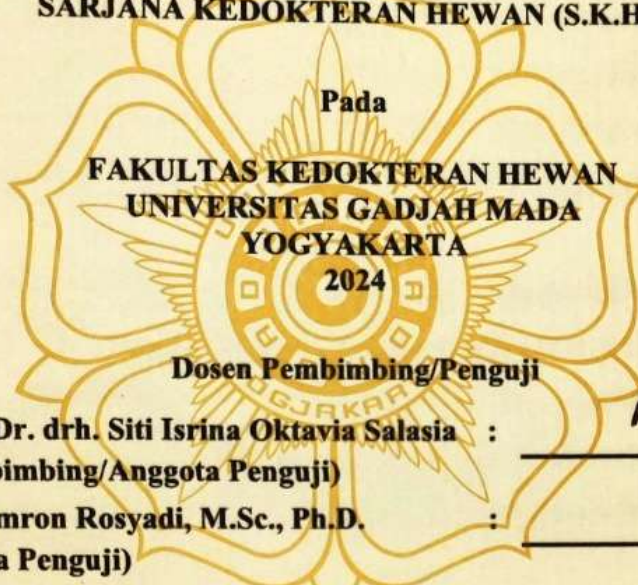 SARJANA KEDOKTERAN HEWAN (S.K.H
Pada
FAKULTAS KEDOKTERAN HEWAN
UNIVERSITAS GADJAH MADA
YOGYAKARTA
2024
Dosen Pembimbing/Penguji
Dr. drh. Siti Isrina Oktavia Salasia :
bimbing/Anggota Penguji)
mron Rosyadi, M.Sc., Ph.D. :
a Penguji)